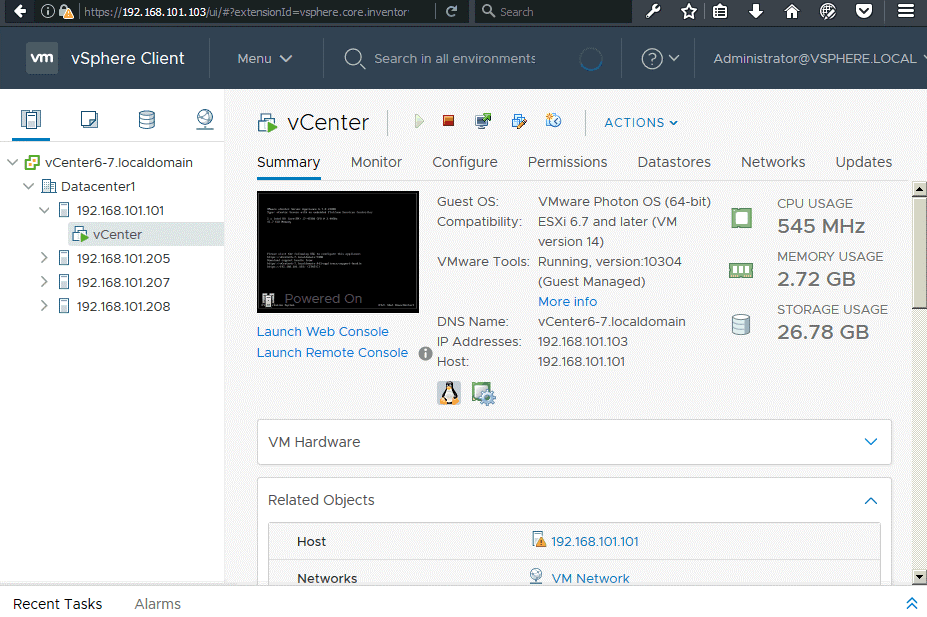 https://192.168.101.103/ui/#?extensionId=vsphere.core.inventor
Search
vm vSphere Client Menu Search in all environments ? Administrator@VSPHERE.LOCAL
vCenter ACTIONS
Summary Monitor Configure Permissions Datastores Networks Updates
vCenter6-7.localdomain
Datacenter1
192.168.101.101
vCenter
192.168.101.205
192.168.101.207
192.168.101.208
Powered On
Launch Web Console
Launch Remote Console
Guest OS: VMware Photon OS (64-bit)
Compatibility: ESXi 6.7 and later (VM
version 14)
VMware Tools: Running, version:10304
(Guest Managed)
More info
DNS Name: vCenter6-7.localdomain
IP Addresses: 192.168.101.103
Host: 192.168.101.101
CPU USAGE
545 MHz
MEMORY USAGE
2.72 GB
STORAGE USAGE
26.78 GB
VM Hardware
Related Objects
Host 192.168.101.101
Networks VM Network
Recent Tasks Alarms